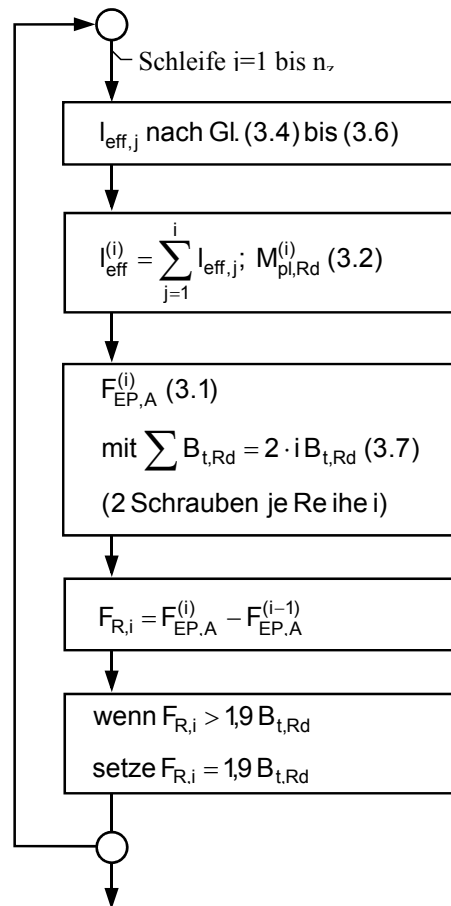 Schleife j=1 bis n_z
l_eff,j nach Gl. (3.4) bis (3.6)
l_eff^(i) = ∑_{j=1}^{i} l_eff,j; M_pl,Rd^(i) (3.2)
F_EP,A^(i) (3.1)
mit ∑ B_t,Rd = 2 · i B_t,Rd (3.7)
(2 Schrauben je Re ihe i)
F_R,i = F_EP,A^(i) − F_EP,A^(i−1)
wenn F_R,i > 1,9 B_t,Rd
setze F_R,i = 1,9 B_t,Rd